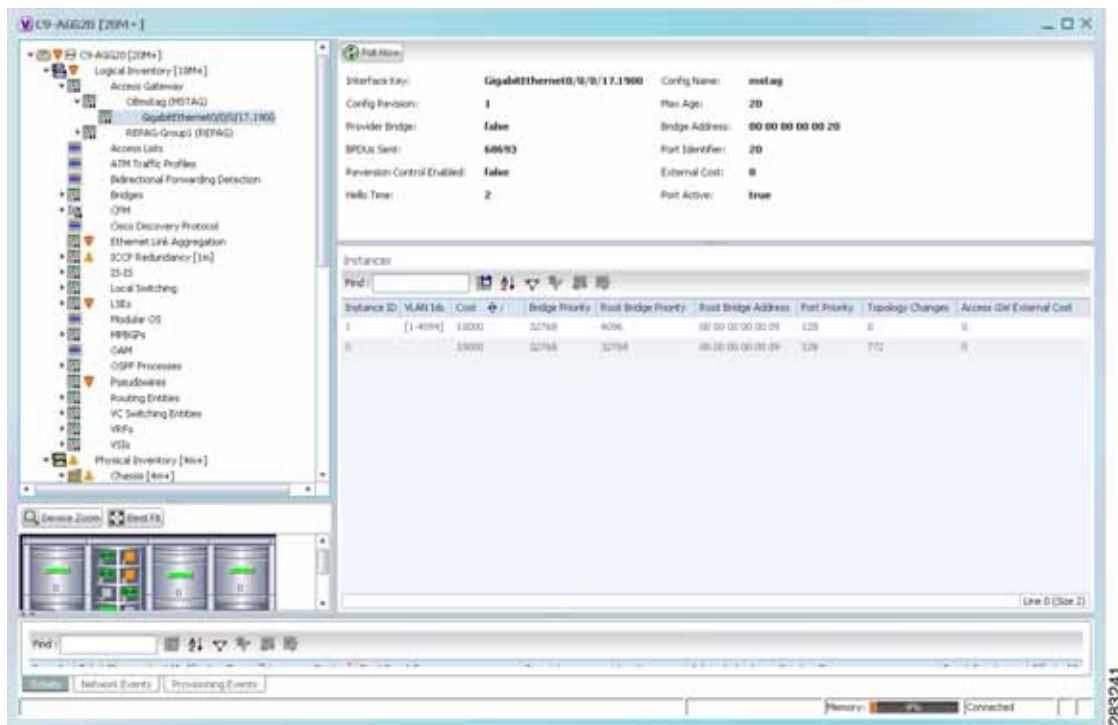 C9-AGG20 [20M+]
C9-AGG20 [20M+]
Logical Inventory [18M+]
Access Gateway
(MSTAG)
GigabitEthernet0/0/0/17.1900
REPAG-Group1 (REPAG)
Access Lists
ATM Traffic Profiles
Bidirectional Forwarding Detection
Bridges
CFM
Cisco Discovery Protocol
Ethernet Link Aggregation
ICCP Redundancy [1m]
IS-IS
Local Switching
LSEs
Modular OS
MPBGPs
OAM
OSPF Processes
Pseudowires
Routing Entities
VC Switching Entities
VRFs
VSIs
Physical Inventory [4m+]
Chassis [4m+]
Device Zoom Best Fit
Poll Now
Interface Key: GigabitEthernet0/0/0/17.1900 Config Name: mstag
Config Revision: 1 Max Age: 20
Provider Bridge: false Bridge Address: 00 00 00 00 00 20
BPDUs Sent: 68693 Port Identifier: 20
Reversion Control Enabled: false External Cost: 0
Hello Time: 2 Port Active: true
Instances
Find :
Instance ID VLAN Ids Cost Bridge Priority Root Bridge Priority Root Bridge Address Port Priority Topology Changes Access GW External Cost
1 [1-4094] 10000 32768 4096 00 00 00 00 00 09 128 0 0
0 10000 32768 32768 00 00 00 00 00 09 128 772 0
Line 0 (Size 2)
Find :
Tickets Network Events Provisioning Events
Memory: 4% Connected
283241